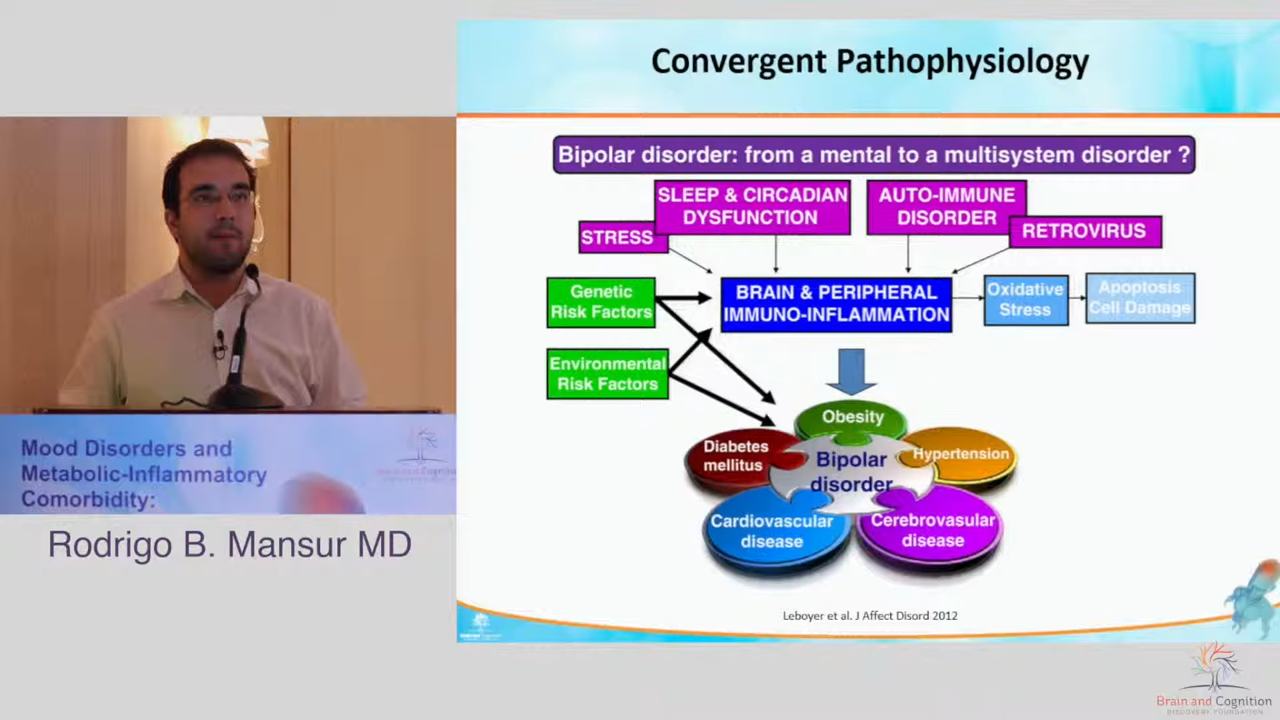 Convergent Pathophysiology
Bipolar disorder: from a mental to a multisystem disorder ?
SLEEP & CIRCADIAN
DYSFUNCTION
AUTO-IMMUNE
DISORDER
STRESS
RETROVIRUS
Genetic
Risk Factors
BRAIN & PERIPHERAL
IMMUNO-INFLAMMATION
Oxidative
Stress
Apoptosis
Cell Damage
Environmental
Risk Factors
Obesity
Diabetes
mellitus
Bipolar
disorder
Hypertension
Cardiovascular
disease
Cerebrovasular
disease
Leboyer et al. J Affect Disord 2012
Mood Disorders and
Metabolic-Inflammatory
Comorbidity:
Rodrigo B. Mansur MD
Brain and Cognition
DISCOVERY FOUNDATION